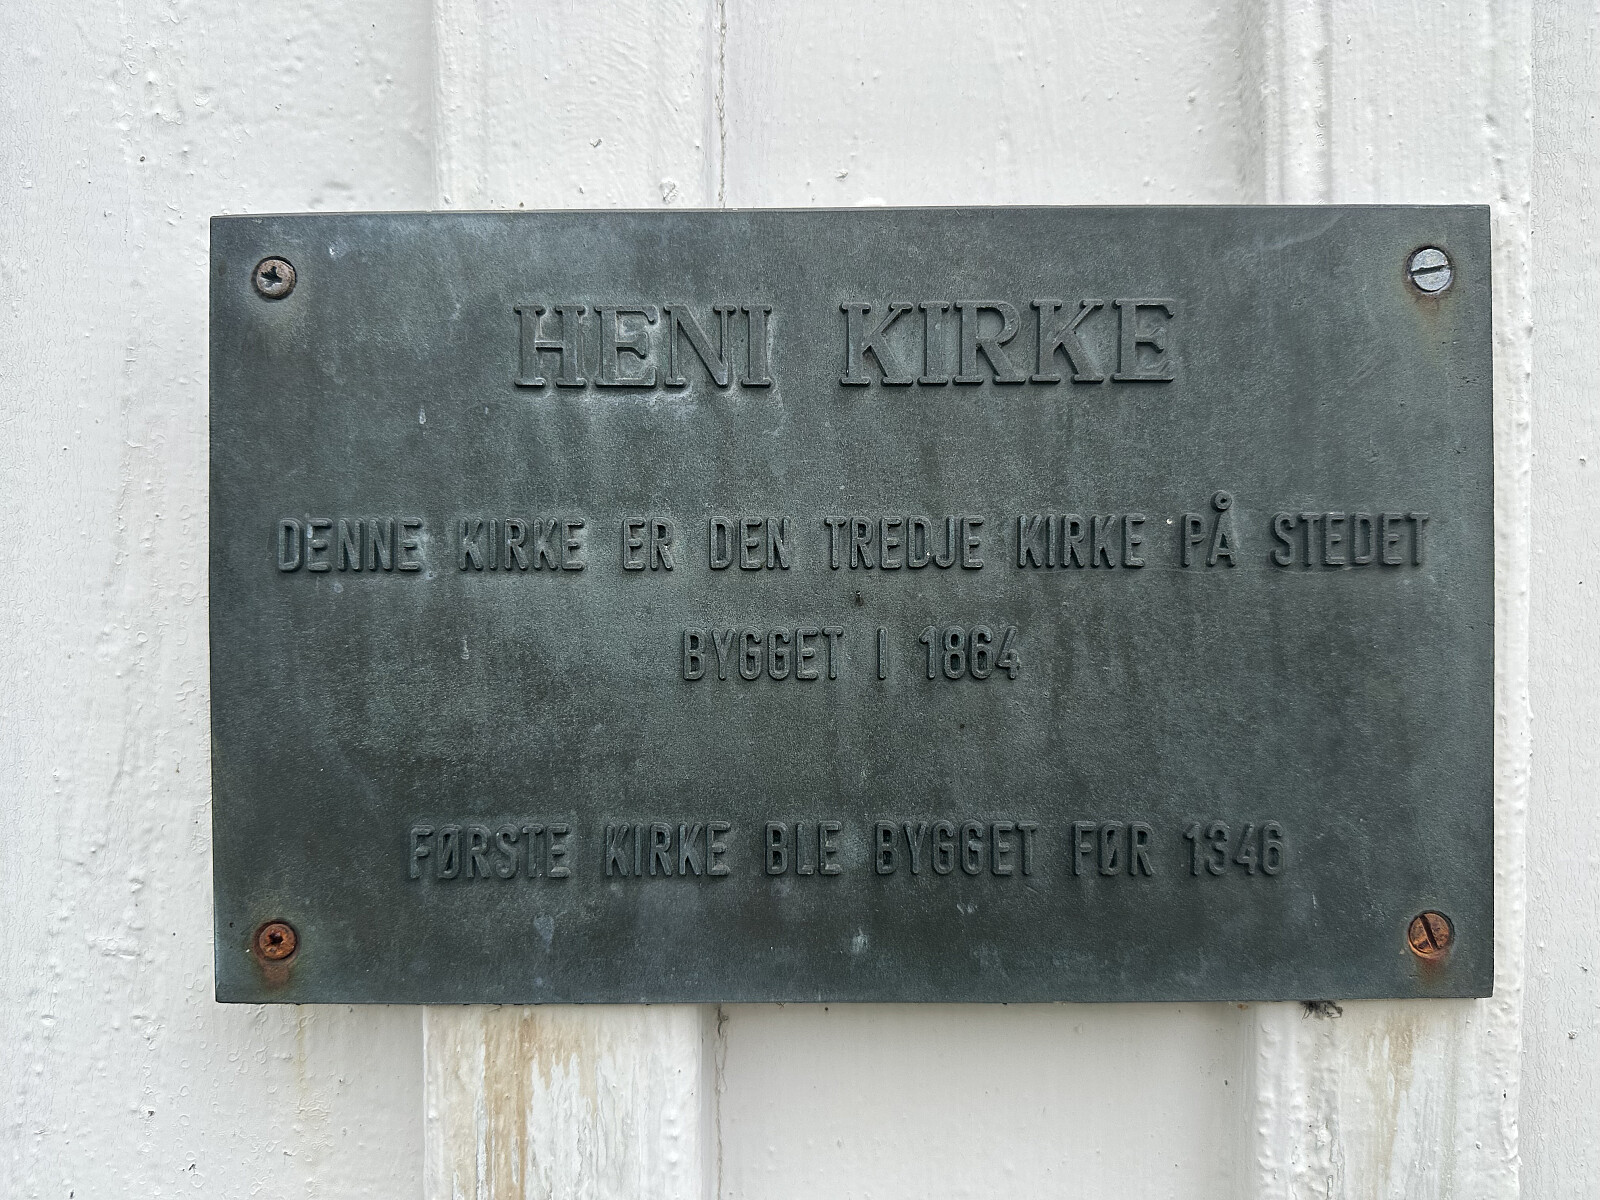 HENI KIRKE
DENNE KIRKE ER DEN TREDJE KIRKE PÅ STEDET
BYGGET I 1864
FØRSTE KIRKE BLE BYGGET FØR 1346